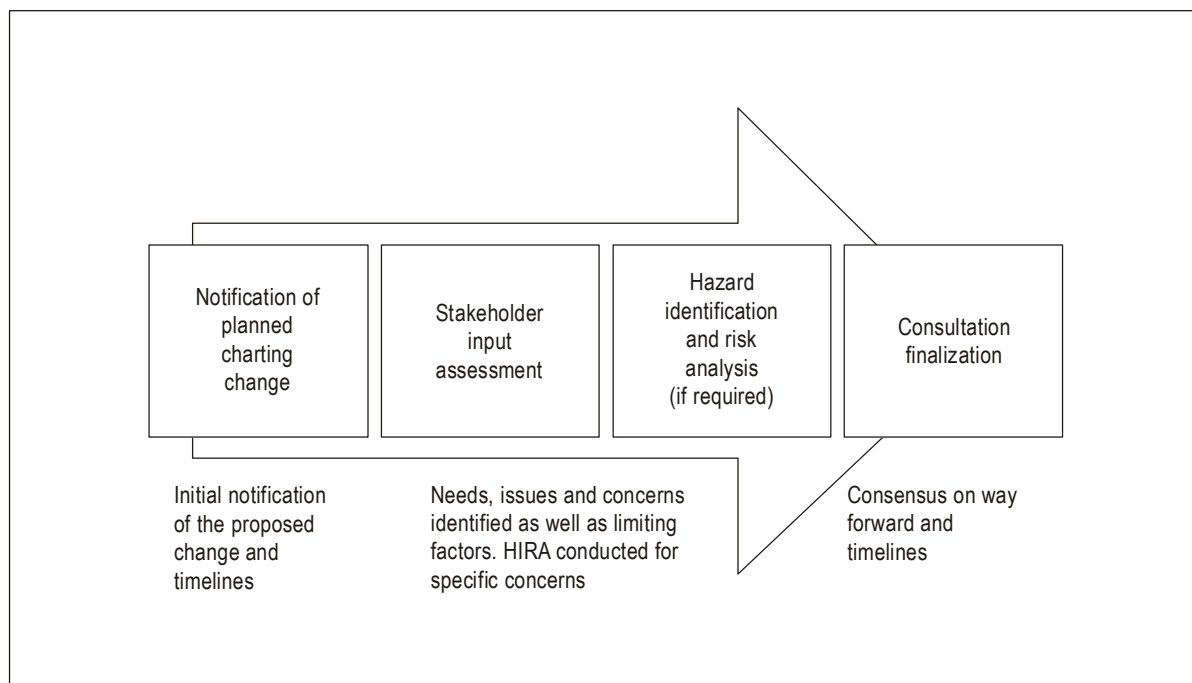 Notification of
planned
charting
change
Stakeholder
input
assessment
Hazard
identification
and risk
analysis
(if required)
Consultation
finalization
Initial notification
of the proposed
change and
timelines
Needs, issues and concerns
identified as well as limiting
factors. HIRA conducted for
specific concerns
Consensus on way
forward and
timelines